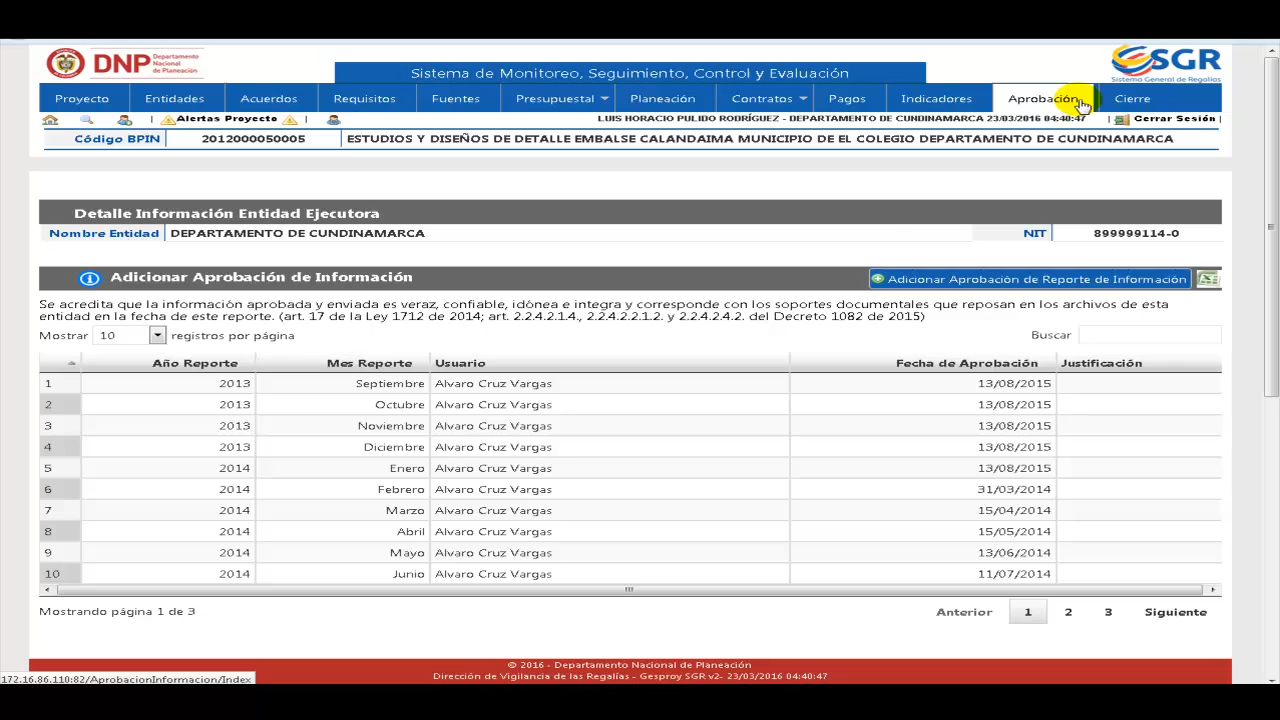 DNP Departamento Nacional de Planeación
Sistema de Monitoreo, Seguimiento, Control y Evaluación
SGR
Sistema General de Regalías
Proyecto Entidades Acuerdos Requisitos Fuentes Presupuestal Planeación Contratos Pagos Indicadores Aprobación Cierre
| Alertas Proyecto | LUIS HORACIO PULIDO RODRÍGUEZ - DEPARTAMENTO DE CUNDINAMARCA 23/03/2016 04:40:47 | Cerrar Sesión |
Código BPIN 2012000050005 ESTUDIOS Y DISEÑOS DE DETALLE EMBALSE CALANDAIMA MUNICIPIO DE EL COLEGIO DEPARTAMENTO DE CUNDINAMARCA
Detalle Información Entidad Ejecutora
Nombre Entidad DEPARTAMENTO DE CUNDINAMARCA NIT 899999114-0
Adicionar Aprobación de Información Adicionar Aprobación de Reporte de Información
Se acredita que la información aprobada y enviada es veraz, confiable, idónea e integra y corresponde con los soportes documentales que reposan en los archivos de esta
entidad en la fecha de este reporte. (art. 17 de la Ley 1712 de 2014; art. 2.2.4.2.1.4., 2.2.4.2.2.1.2. y 2.2.4.2.4.2. del Decreto 1082 de 2015)
Mostrar 10 registros por página Buscar
Año Reporte Mes Reporte Usuario Fecha de Aprobación Justificación
1 2013 Septiembre Alvaro Cruz Vargas 13/08/2015
2 2013 Octubre Alvaro Cruz Vargas 13/08/2015
3 2013 Noviembre Alvaro Cruz Vargas 13/08/2015
4 2013 Diciembre Alvaro Cruz Vargas 13/08/2015
5 2014 Enero Alvaro Cruz Vargas 13/08/2015
6 2014 Febrero Alvaro Cruz Vargas 31/03/2014
7 2014 Marzo Alvaro Cruz Vargas 15/04/2014
8 2014 Abril Alvaro Cruz Vargas 15/05/2014
9 2014 Mayo Alvaro Cruz Vargas 13/06/2014
10 2014 Junio Alvaro Cruz Vargas 11/07/2014
Mostrando página 1 de 3 Anterior 1 2 3 Siguiente
© 2016 - Departamento Nacional de Planeación
Dirección de Vigilancia de las Regalías - Gesproy SGR v2- 23/03/2016 04:40:47
172.16.86.110:82/AprobacionInformacion/Index